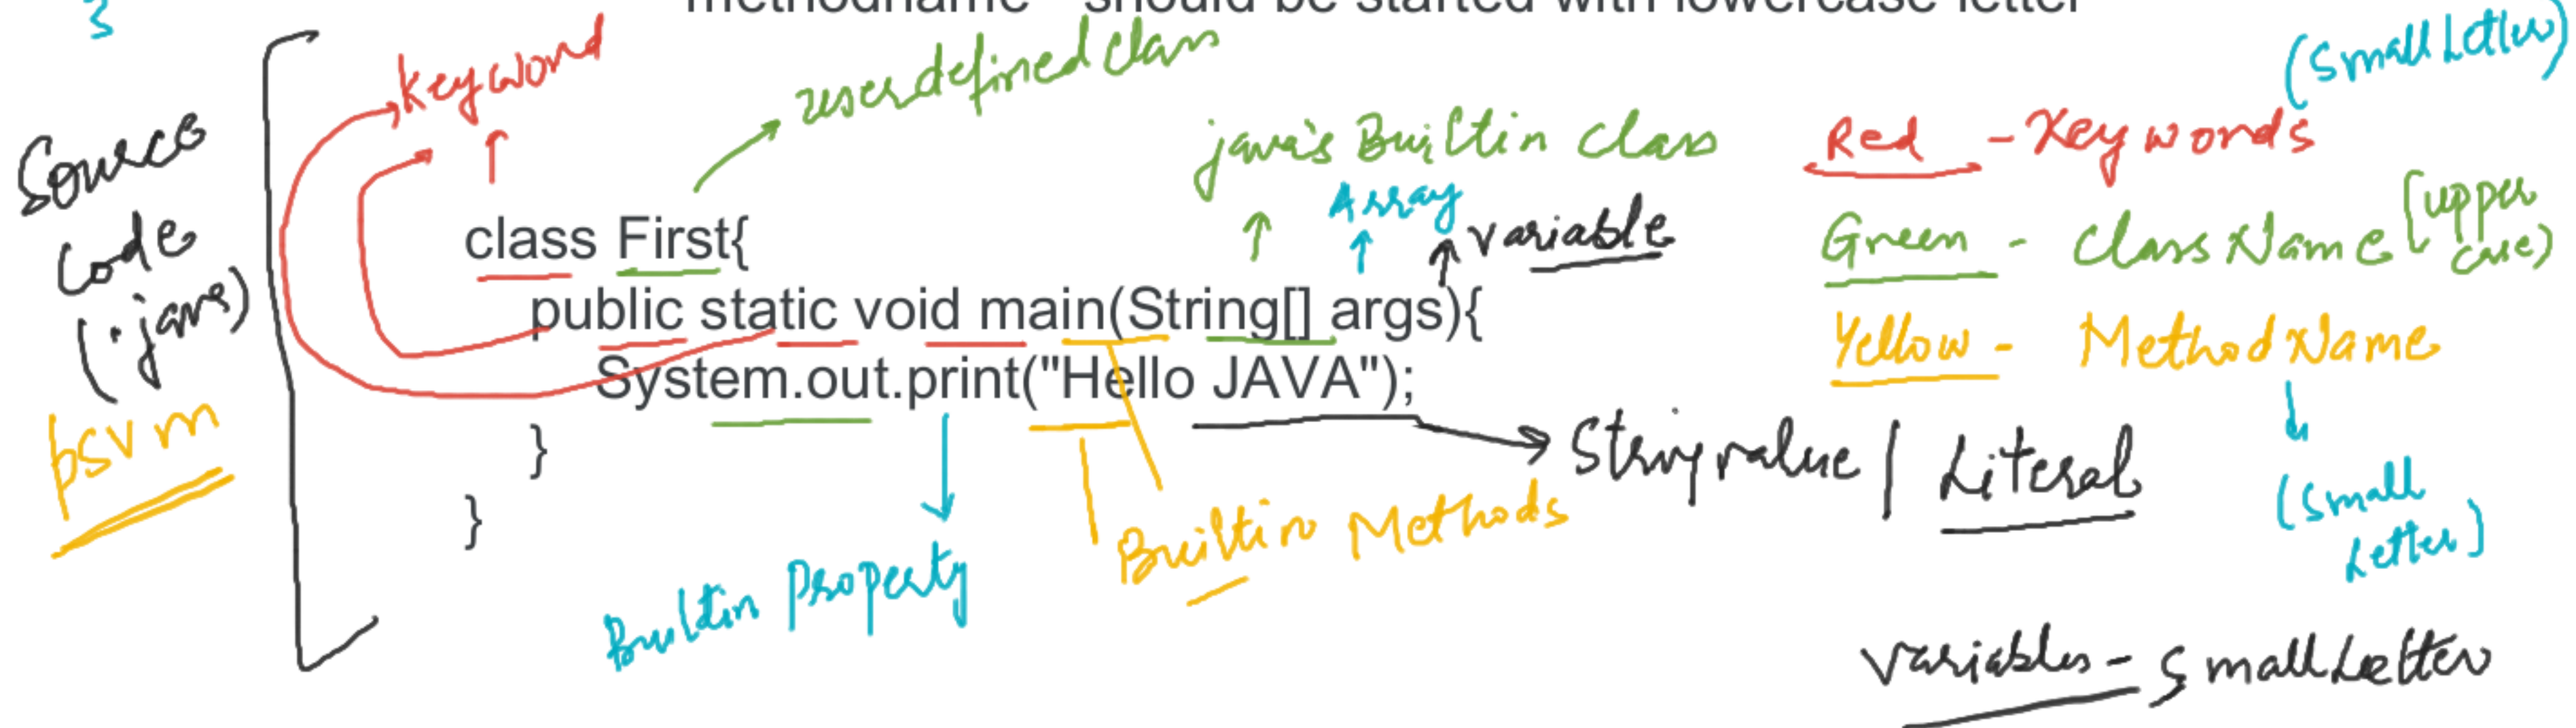 methodname - should be started with lowercase letter
(Small Letter)
keyword
userdefined class
java's Builtin class
Red - Keywords
Source
Code
(.java)
Array
variable
Green - Class Name [upper
case)
class First{
public static void main(String[] args){
System.out.print("Hello JAVA");
}
}
Yellow - Method Name
psvm
String value / Literal
(Small
Letter)
Builtin Methods
Builtin Property
variables - Small Letter